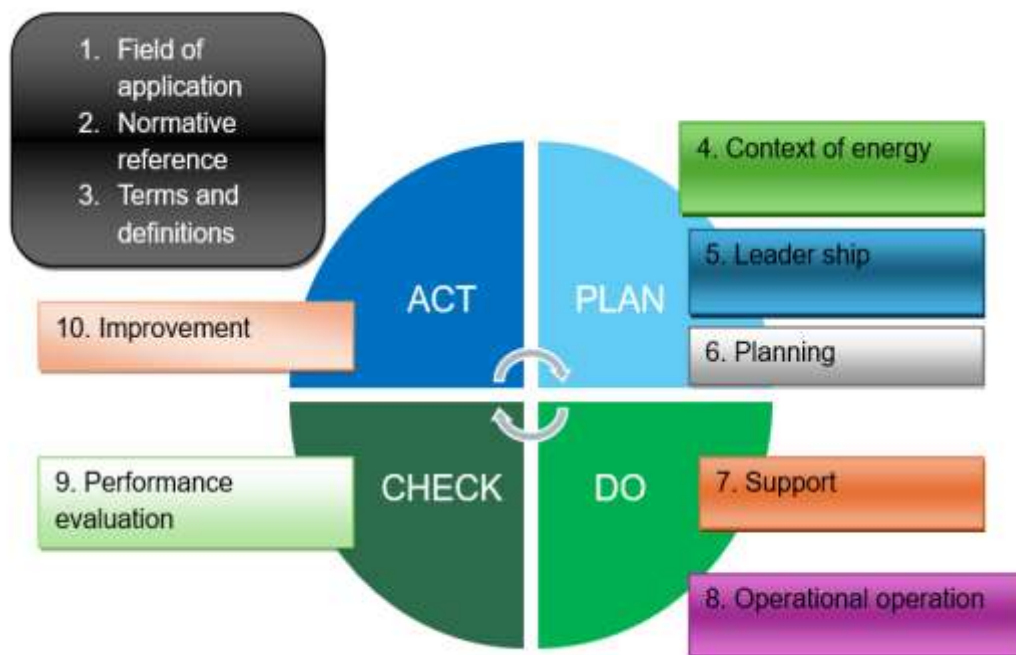 1. Field of
application
2. Normative
reference
3. Terms and
definitions
4. Context of energy
5. Leader ship
ACT
PLAN
10. Improvement
6. Planning
9. Performance
evaluation
CHECK
DO
7. Support
8. Operational operation